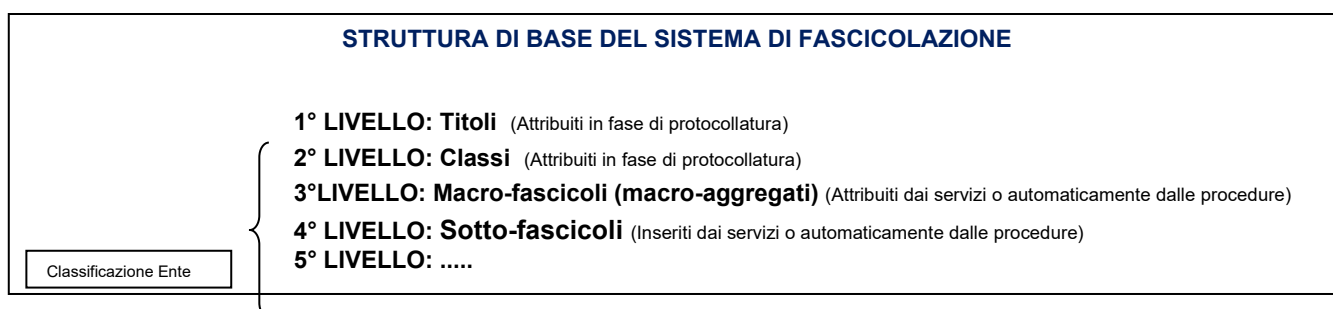 STRUTTURA DI BASE DEL SISTEMA DI FASCICOLAZIONE
1° LIVELLO: Titoli (Attribuiti in fase di protocollatura)
2° LIVELLO: Classi (Attribuiti in fase di protocollatura)
3°LIVELLO: Macro-fascicoli (macro-aggregati) (Attribuiti dai servizi o automaticamente dalle procedure)
4° LIVELLO: Sotto-fascicoli (Inseriti dai servizi o automaticamente dalle procedure)
5° LIVELLO: .....
Classificazione Ente